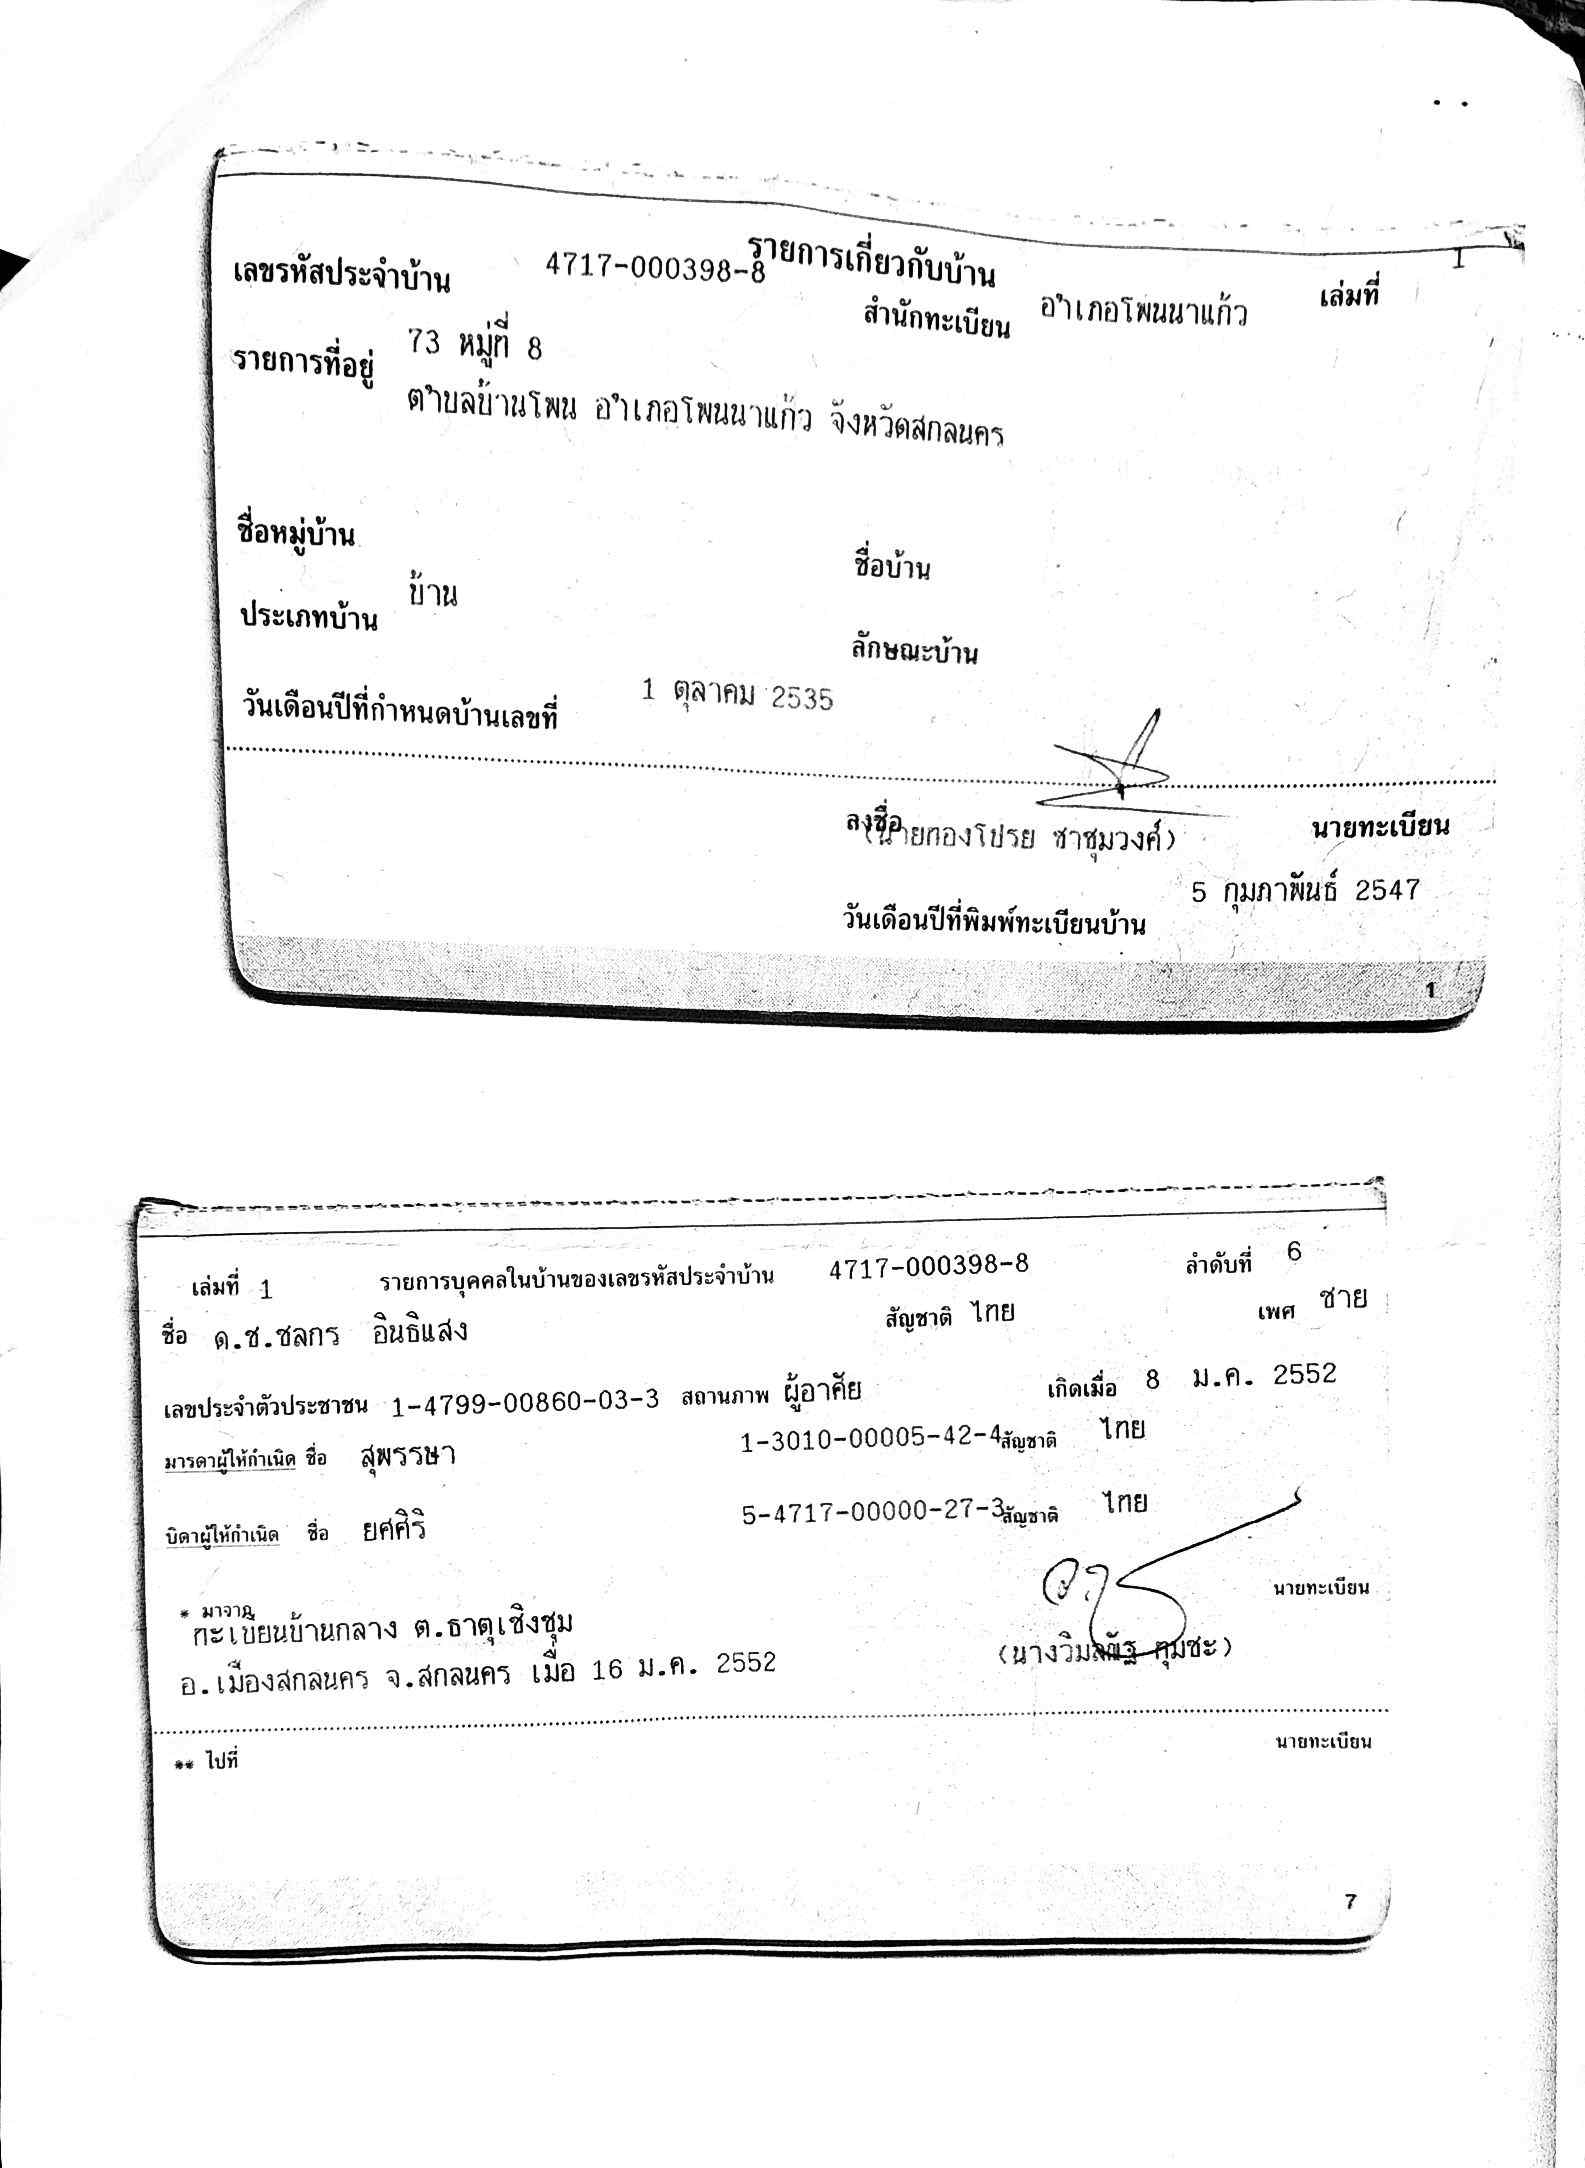 รายการเกี่ยวกับบ้าน เล่มที่ 1
เลขรหัสประจำบ้าน 4717-000398-8 สำนักทะเบียน อำเภอโพนนาแก้ว
รายการที่อยู่ 73 หมู่ที่ 8
ตำบลบ้านโพน อำเภอโพนนาแก้ว จังหวัดสกลนคร
ชื่อหมู่บ้าน ชื่อบ้าน
ประเภทบ้าน บ้าน ลักษณะบ้าน
วันเดือนปีที่กำหนดบ้านเลขที่ 1 ตุลาคม 2535
ลงชื่อ นายทะเบียน
(นายทองโปรย ชาชุมวงศ์)
วันเดือนปีที่พิมพ์ทะเบียนบ้าน 5 กุมภาพันธ์ 2547
1
เล่มที่ 1 รายการบุคคลในบ้านของเลขรหัสประจำบ้าน 4717-000398-8 ลำดับที่ 6
ชื่อ ด.ช.ชลกร อินธิแสง สัญชาติ ไทย เพศ ชาย
เลขประจำตัวประชาชน 1-4799-00860-03-3 สถานภาพ ผู้อาศัย เกิดเมื่อ 8 ม.ค. 2552
มารดาผู้ให้กำเนิด ชื่อ สุพรรษา 1-3010-00005-42-4 สัญชาติ ไทย
บิดาผู้ให้กำเนิด ชื่อ ยศศิริ 5-4717-00000-27-3 สัญชาติ ไทย
* มาจาก นายทะเบียน
ทะเบียนบ้านกลาง ต.ธาตุเชิงชุม
อ.เมืองสกลนคร จ.สกลนคร เมื่อ 16 ม.ค. 2552
** ไปที่ นายทะเบียน
7